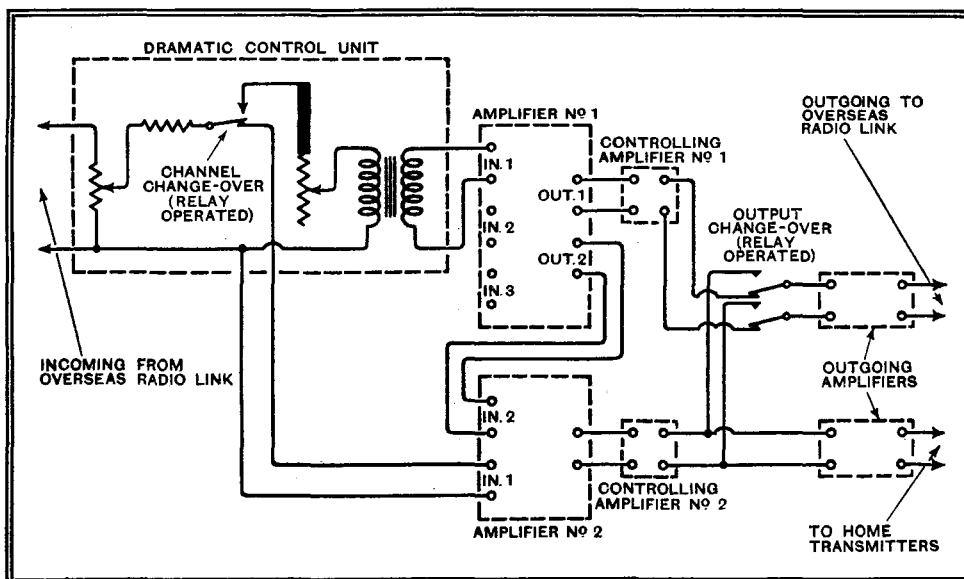 DRAMATIC CONTROL UNIT
CHANNEL
CHANGE-OVER
(RELAY
OPERATED)
INCOMING FROM
OVERSEAS RADIO LINK
AMPLIFIER Nº 1
IN. 1
IN. 2
IN. 3
OUT. 1
OUT. 2
CONTROLLING
AMPLIFIER Nº 1
OUTPUT
CHANGE-OVER
(RELAY
OPERATED)
OUTGOING TO
OVERSEAS
RADIO LINK
OUTGOING
AMPLIFIERS
IN. 2
IN. 1
AMPLIFIER Nº 2
CONTROLLING
AMPLIFIER Nº 2
TO HOME
TRANSMITTERS